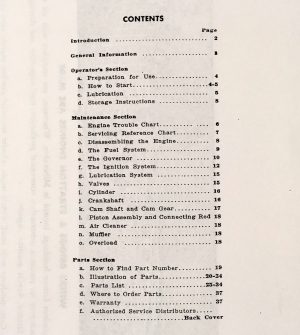 CONTENTS
Page
Introduction 2
General Information
Operator's Section
a. Preparation for Use 4
b. How to Start 4-5
c. Lubrication 5
d. Storage Instructions 5
Maintenance Section
a. Engine Trouble Chart 6
b. Servicing Reference Chart 7
c. Disassembling the Engine 8
d. The Fuel System 9
e. The Governor 10
f. The Ignition System 12
g. Lubrication System 15
h. Valves 15
i. Cylinder 16
j. Crankshaft 16
k. Cam Shaft and Cam Gear 17
l. Piston Assembly and Connecting Rod 18
m. Air Cleaner 18
n. Muffler 18
o. Overload 18
Parts Section
a. How to Find Part Number 19
b. Illustration of Parts 20-24
c. Parts List 25-36
d. Where to Order Parts 37
e. Warranty 37
f. Authorized Service Distributors
Back Cover